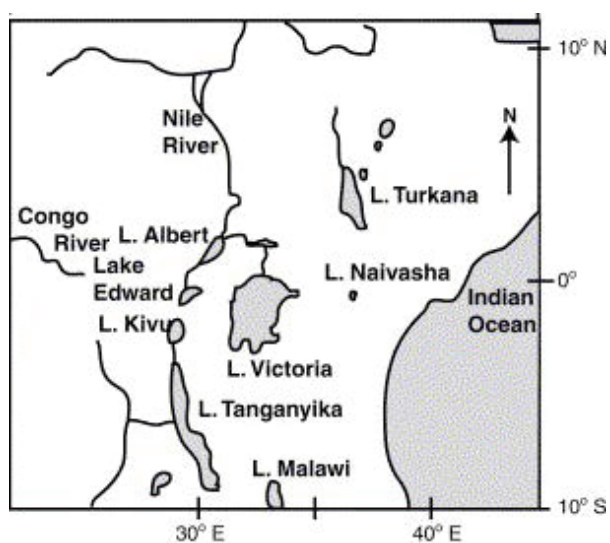 10° N
N
Nile
River
L. Turkana
Congo
River
L. Albert
Lake
Edward
L. Naivasha
0°
Indian
Ocean
L. Kivu
L. Victoria
L. Tanganyika
L. Malawi
10° S
30° E
40° E